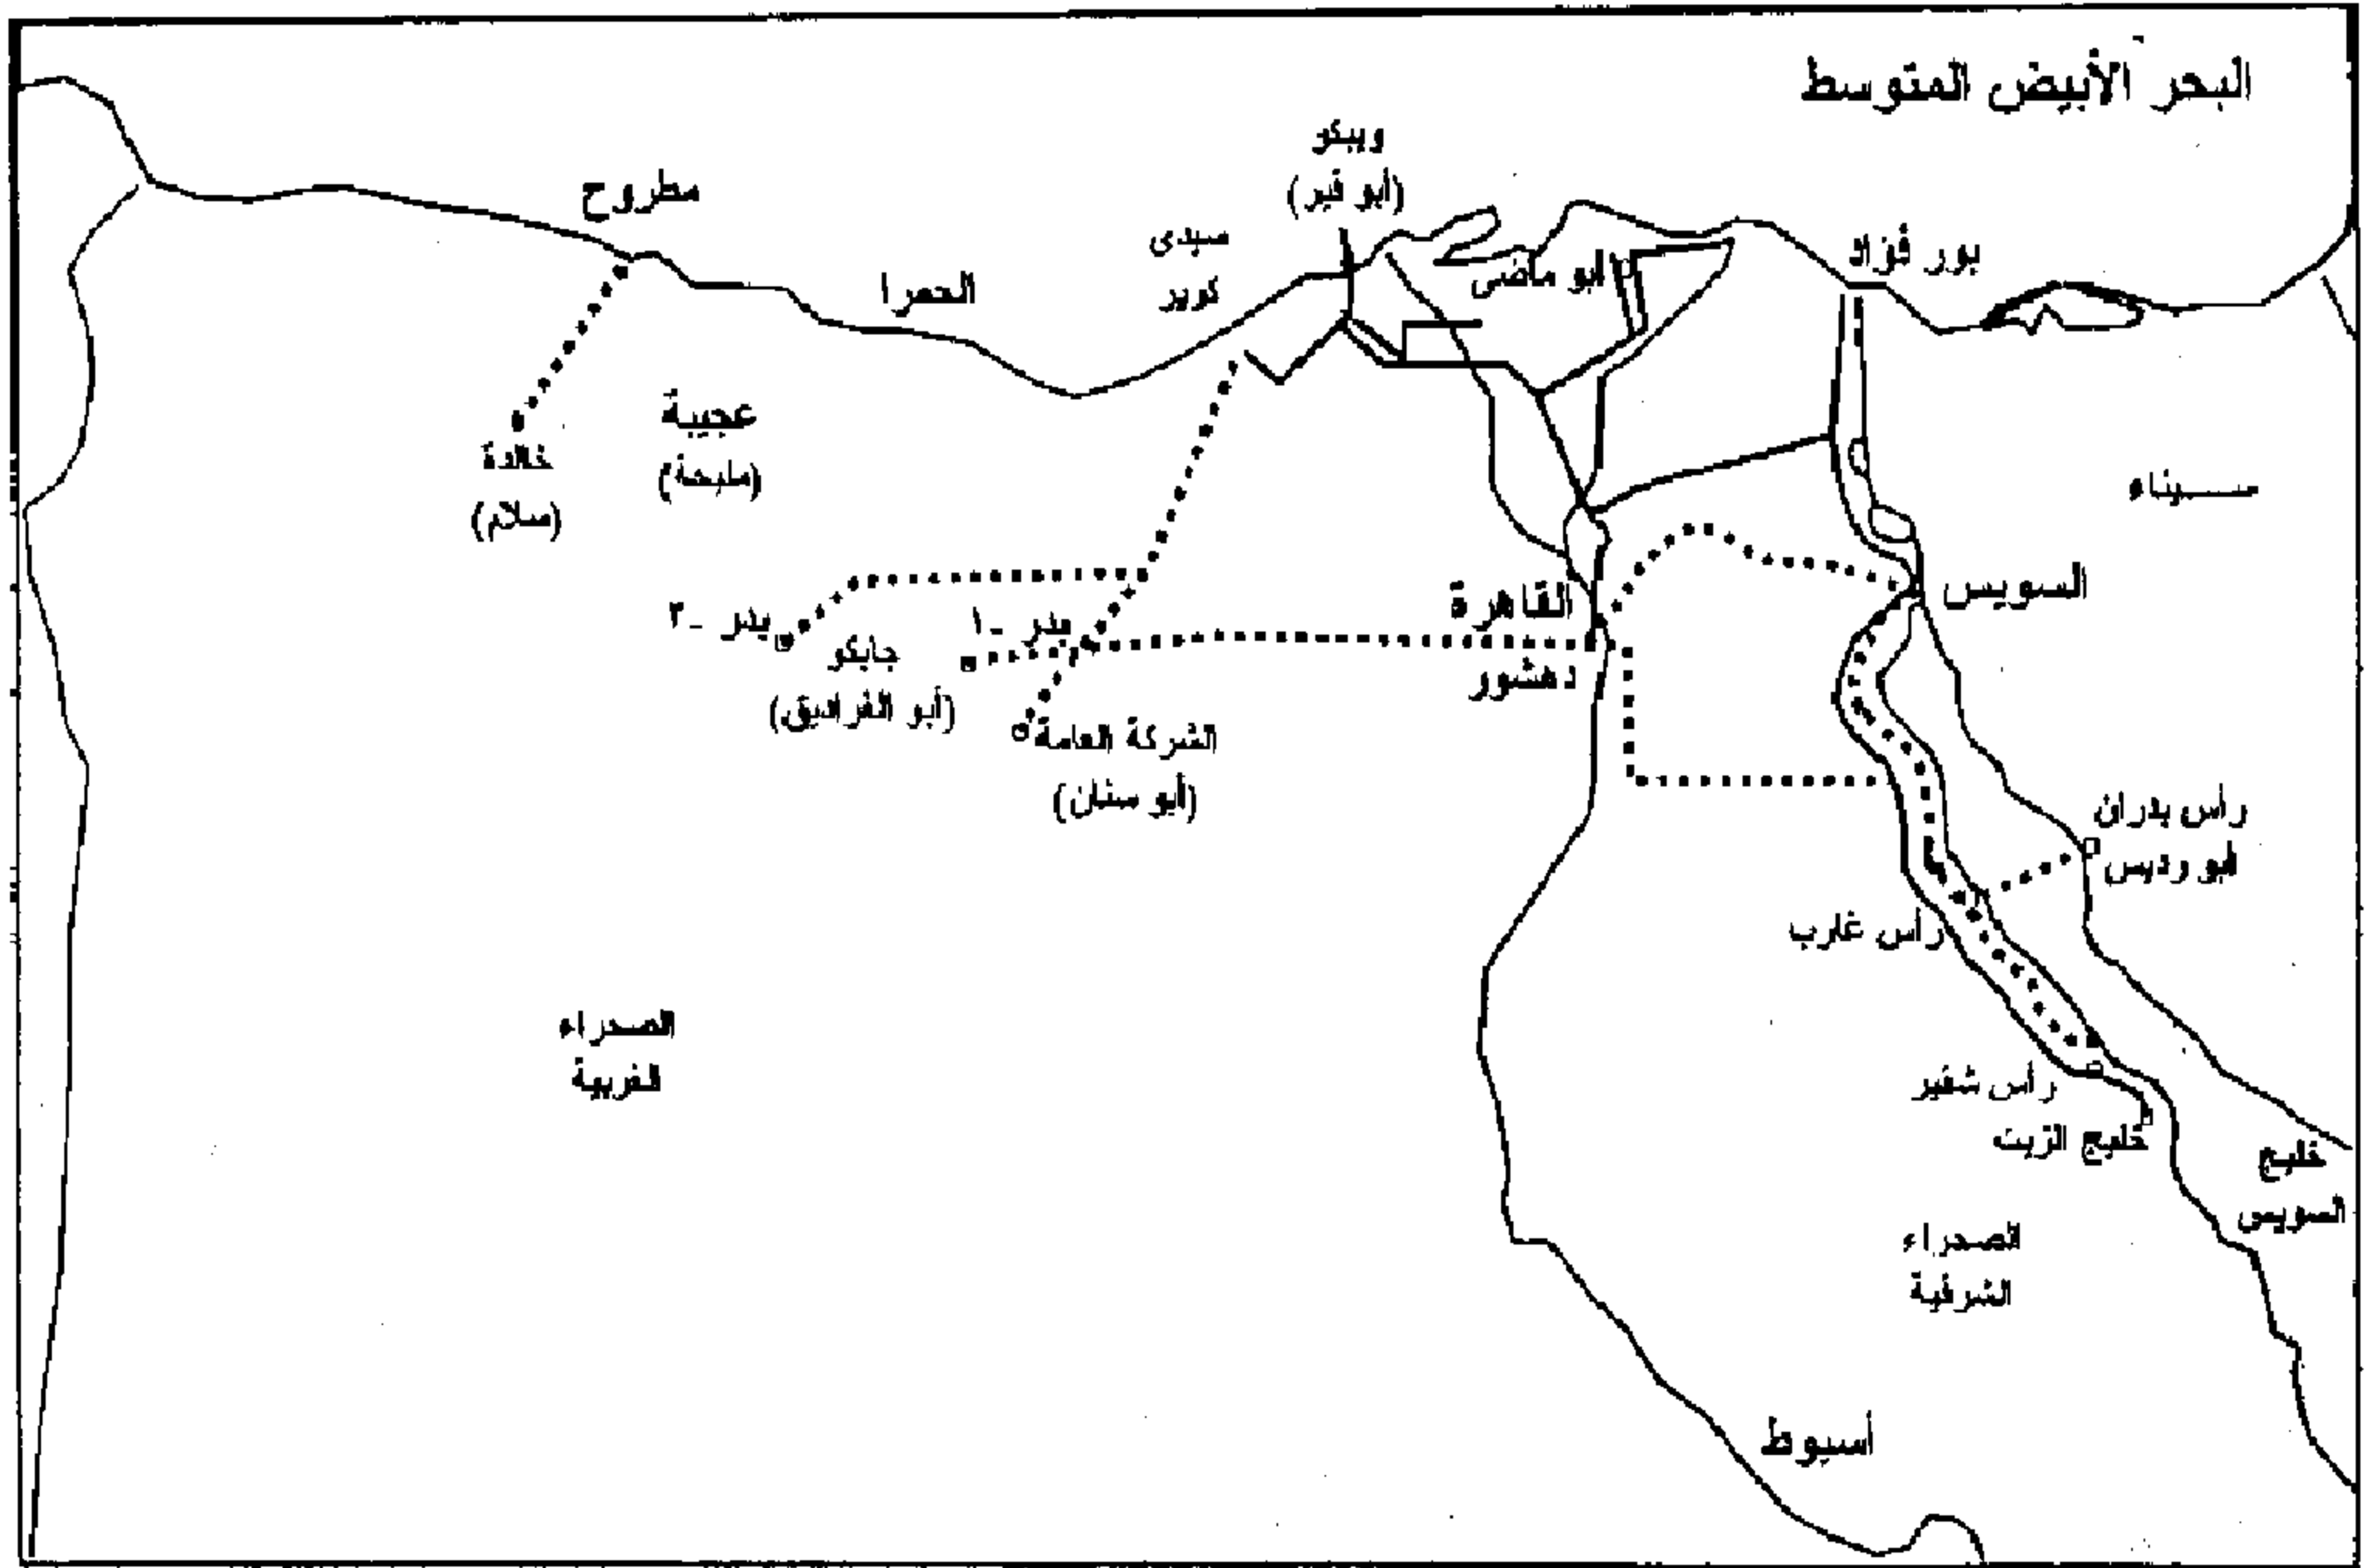 البحر الأبيض المتوسط
ويبكو
(أبو قير)
مطروح
سيدى
كرير
الحمرا
أبو ماضى
بور فؤاد
عجيبة
(مليحة)
خالدة
(سلام)
سيناء
السويس
القاهرة
دهشور
بدر -١
بدر -٢
جابكو
(أبو الغراديق)
الشركة العامة
(أبو سنان)
رأس بدران
أبو رديس
رأس غارب
الصحراء
الغربية
رأس شقير
خليج الزيت
خليج
السويس
الصحراء
الشرقية
أسيوط